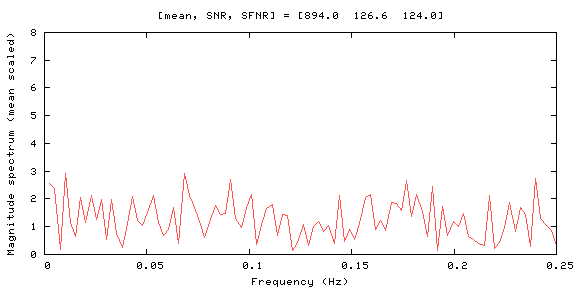 [mean, SNR, SFNR] = [894.0  126.6  124.0]
Magnitude spectrum (mean scaled)
8
7
6
5
4
3
2
1
0
0 0.05 0.1 0.15 0.2 0.25
Frequency (Hz)